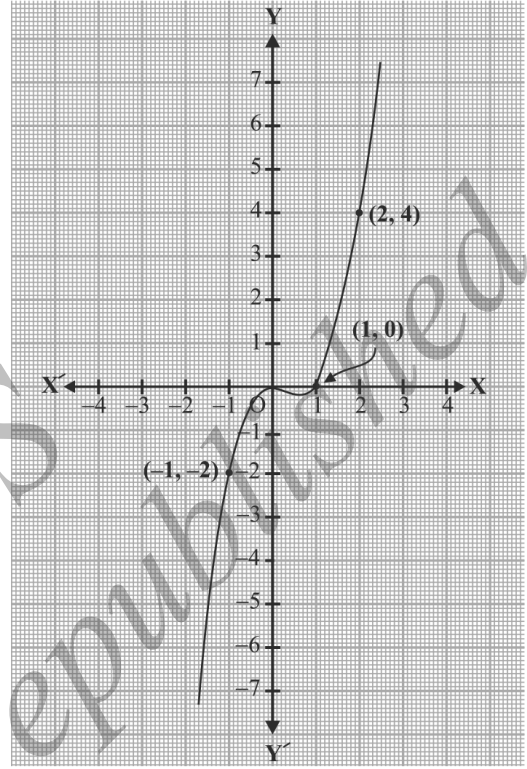 Y
7
6
5
4
(2, 4)
3
2
1
(1, 0)
X´
–4 –3 –2 –1 O 1 2 3 4
X
–1
(–1, –2)
–2
–3
–4
–5
–6
–7
Y´
epublished